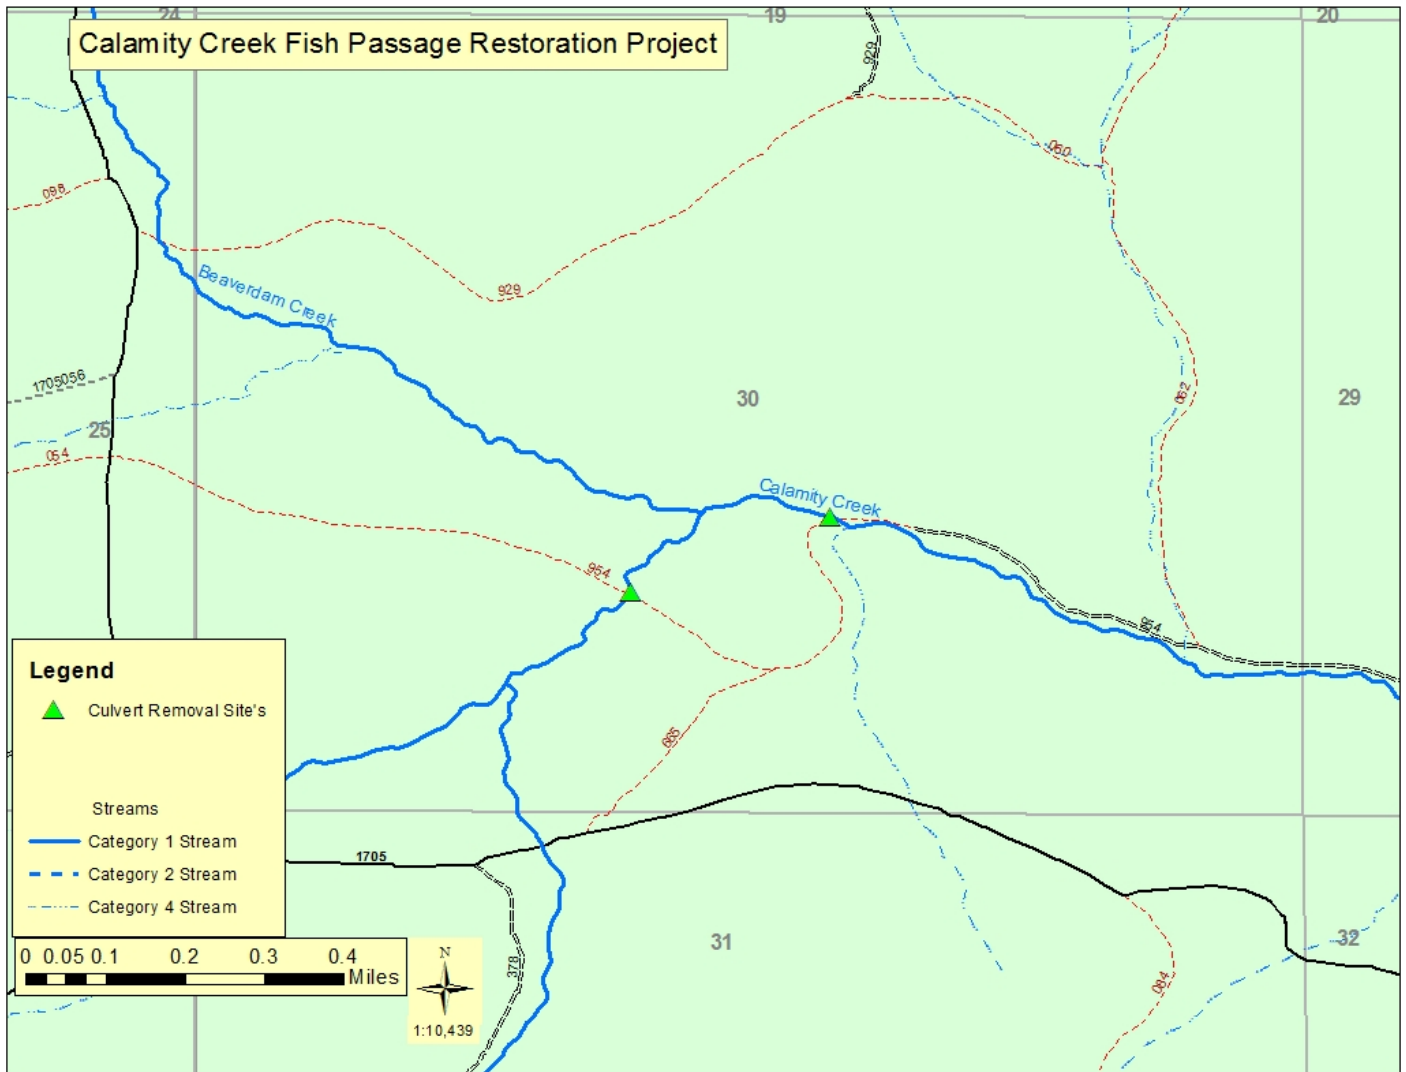 24
19
20
Calamity Creek Fish Passage Restoration Project
929
060
098
Beaverdam Creek
929
1705056
062
30
29
25
054
Calamity Creek
954
954
665
Legend
Culvert Removal Site's
Streams
Category 1 Stream
Category 2 Stream
Category 4 Stream
1705
31
32
378
084
0 0.05 0.1 0.2 0.3 0.4
Miles
N
1:10,439